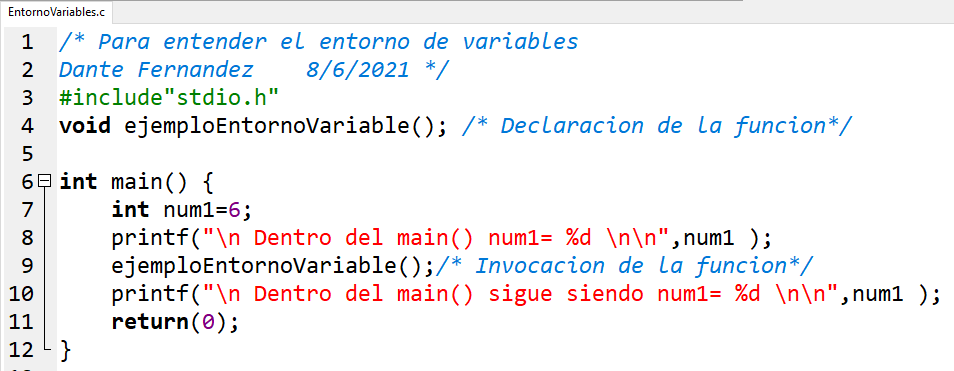 EntornoVariables.c
1 /* Para entender el entorno de variables
2 Dante Fernandez    8/6/2021 */
3 #include"stdio.h"
4 void ejemploEntornoVariable(); /* Declaracion de la funcion*/
5
6 int main() {
7     int num1=6;
8     printf("\n Dentro del main() num1= %d \n\n",num1 );
9     ejemploEntornoVariable();/* Invocacion de la funcion*/
10     printf("\n Dentro del main() sigue siendo num1= %d \n\n",num1 );
11     return(0);
12 }